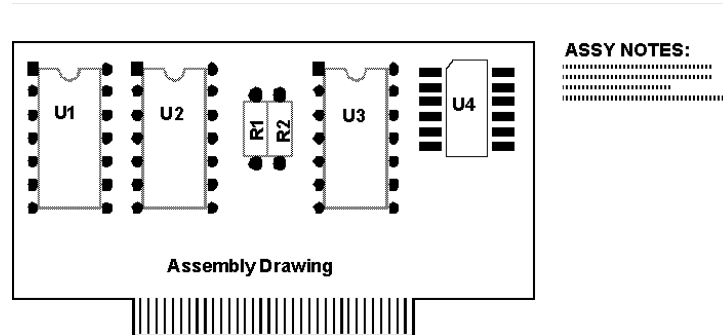 ASSY NOTES:
U1
U2
R1
R2
U3
U4
Assembly Drawing